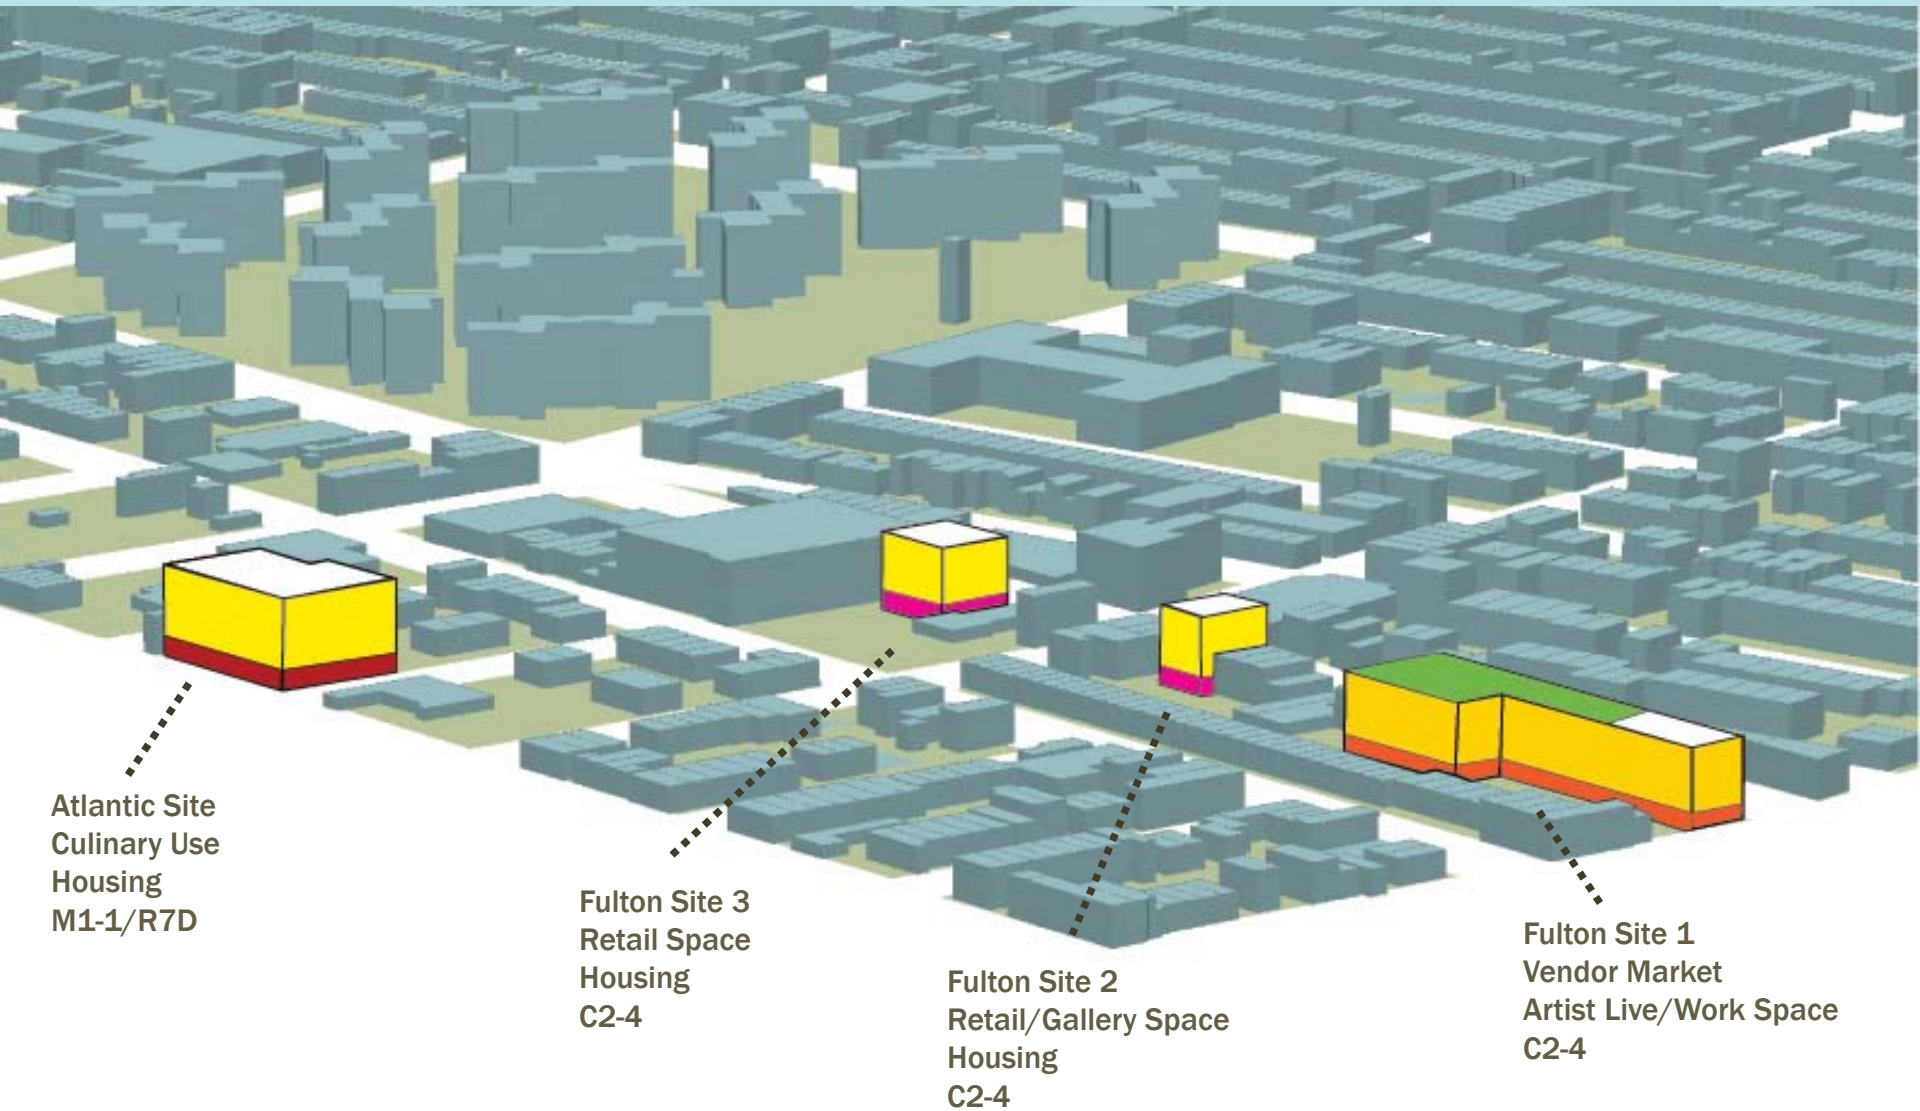 Atlantic Site
Culinary Use
Housing
M1-1/R7D
Fulton Site 3
Retail Space
Housing
C2-4
Fulton Site 2
Retail/Gallery Space
Housing
C2-4
Fulton Site 1
Vendor Market
Artist Live/Work Space
C2-4